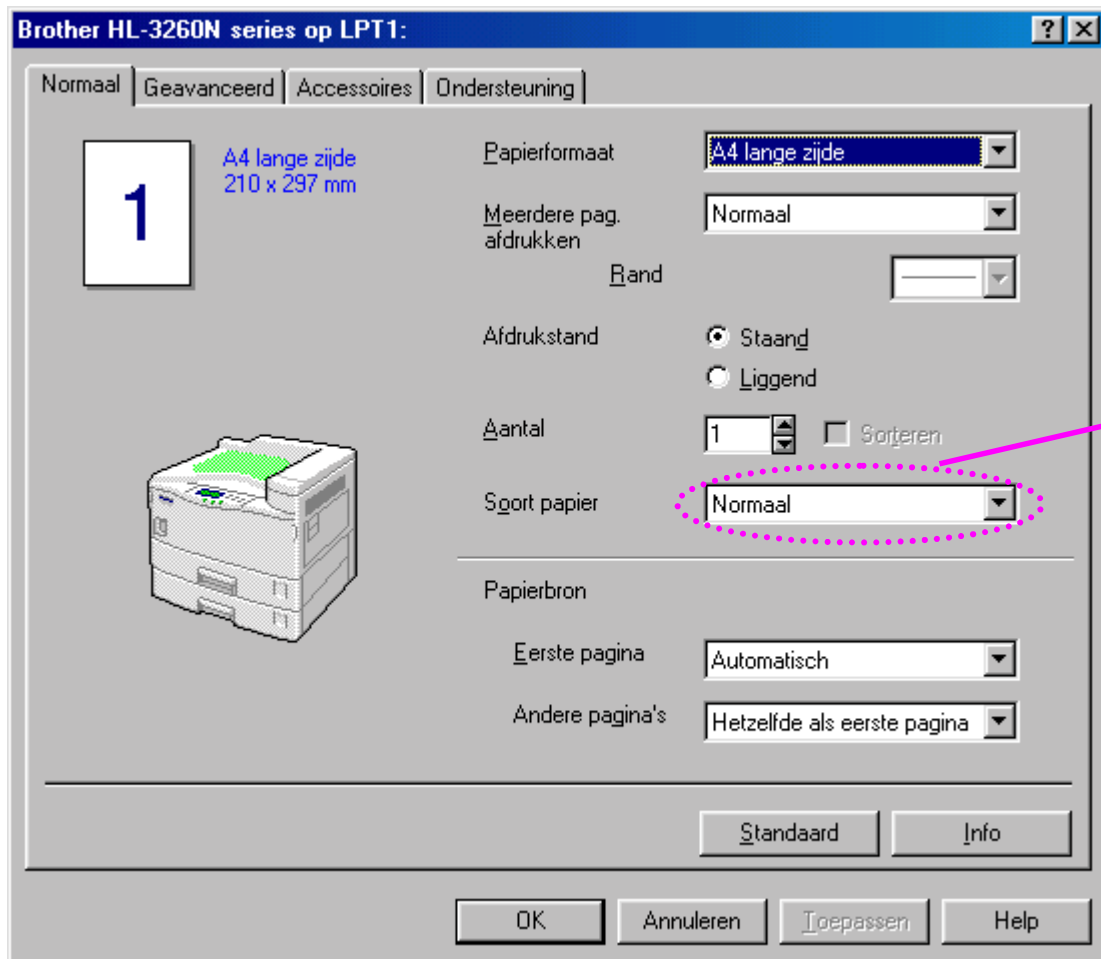 Brother HL-3260N series op LPT1:
Normaal Geavanceerd Accessoires Ondersteuning
1
A4 lange zijde
210 x 297 mm
Papierformaat A4 lange zijde
Meerdere pag.
afdrukken
Normaal
Rand
Afdrukstand Staand
Liggend
Aantal 1 Sorteren
Soort papier Normaal
Papierbron
Eerste pagina Automatisch
Andere pagina's Hetzelfde als eerste pagina
Standaard Info
OK Annuleren Toepassen Help